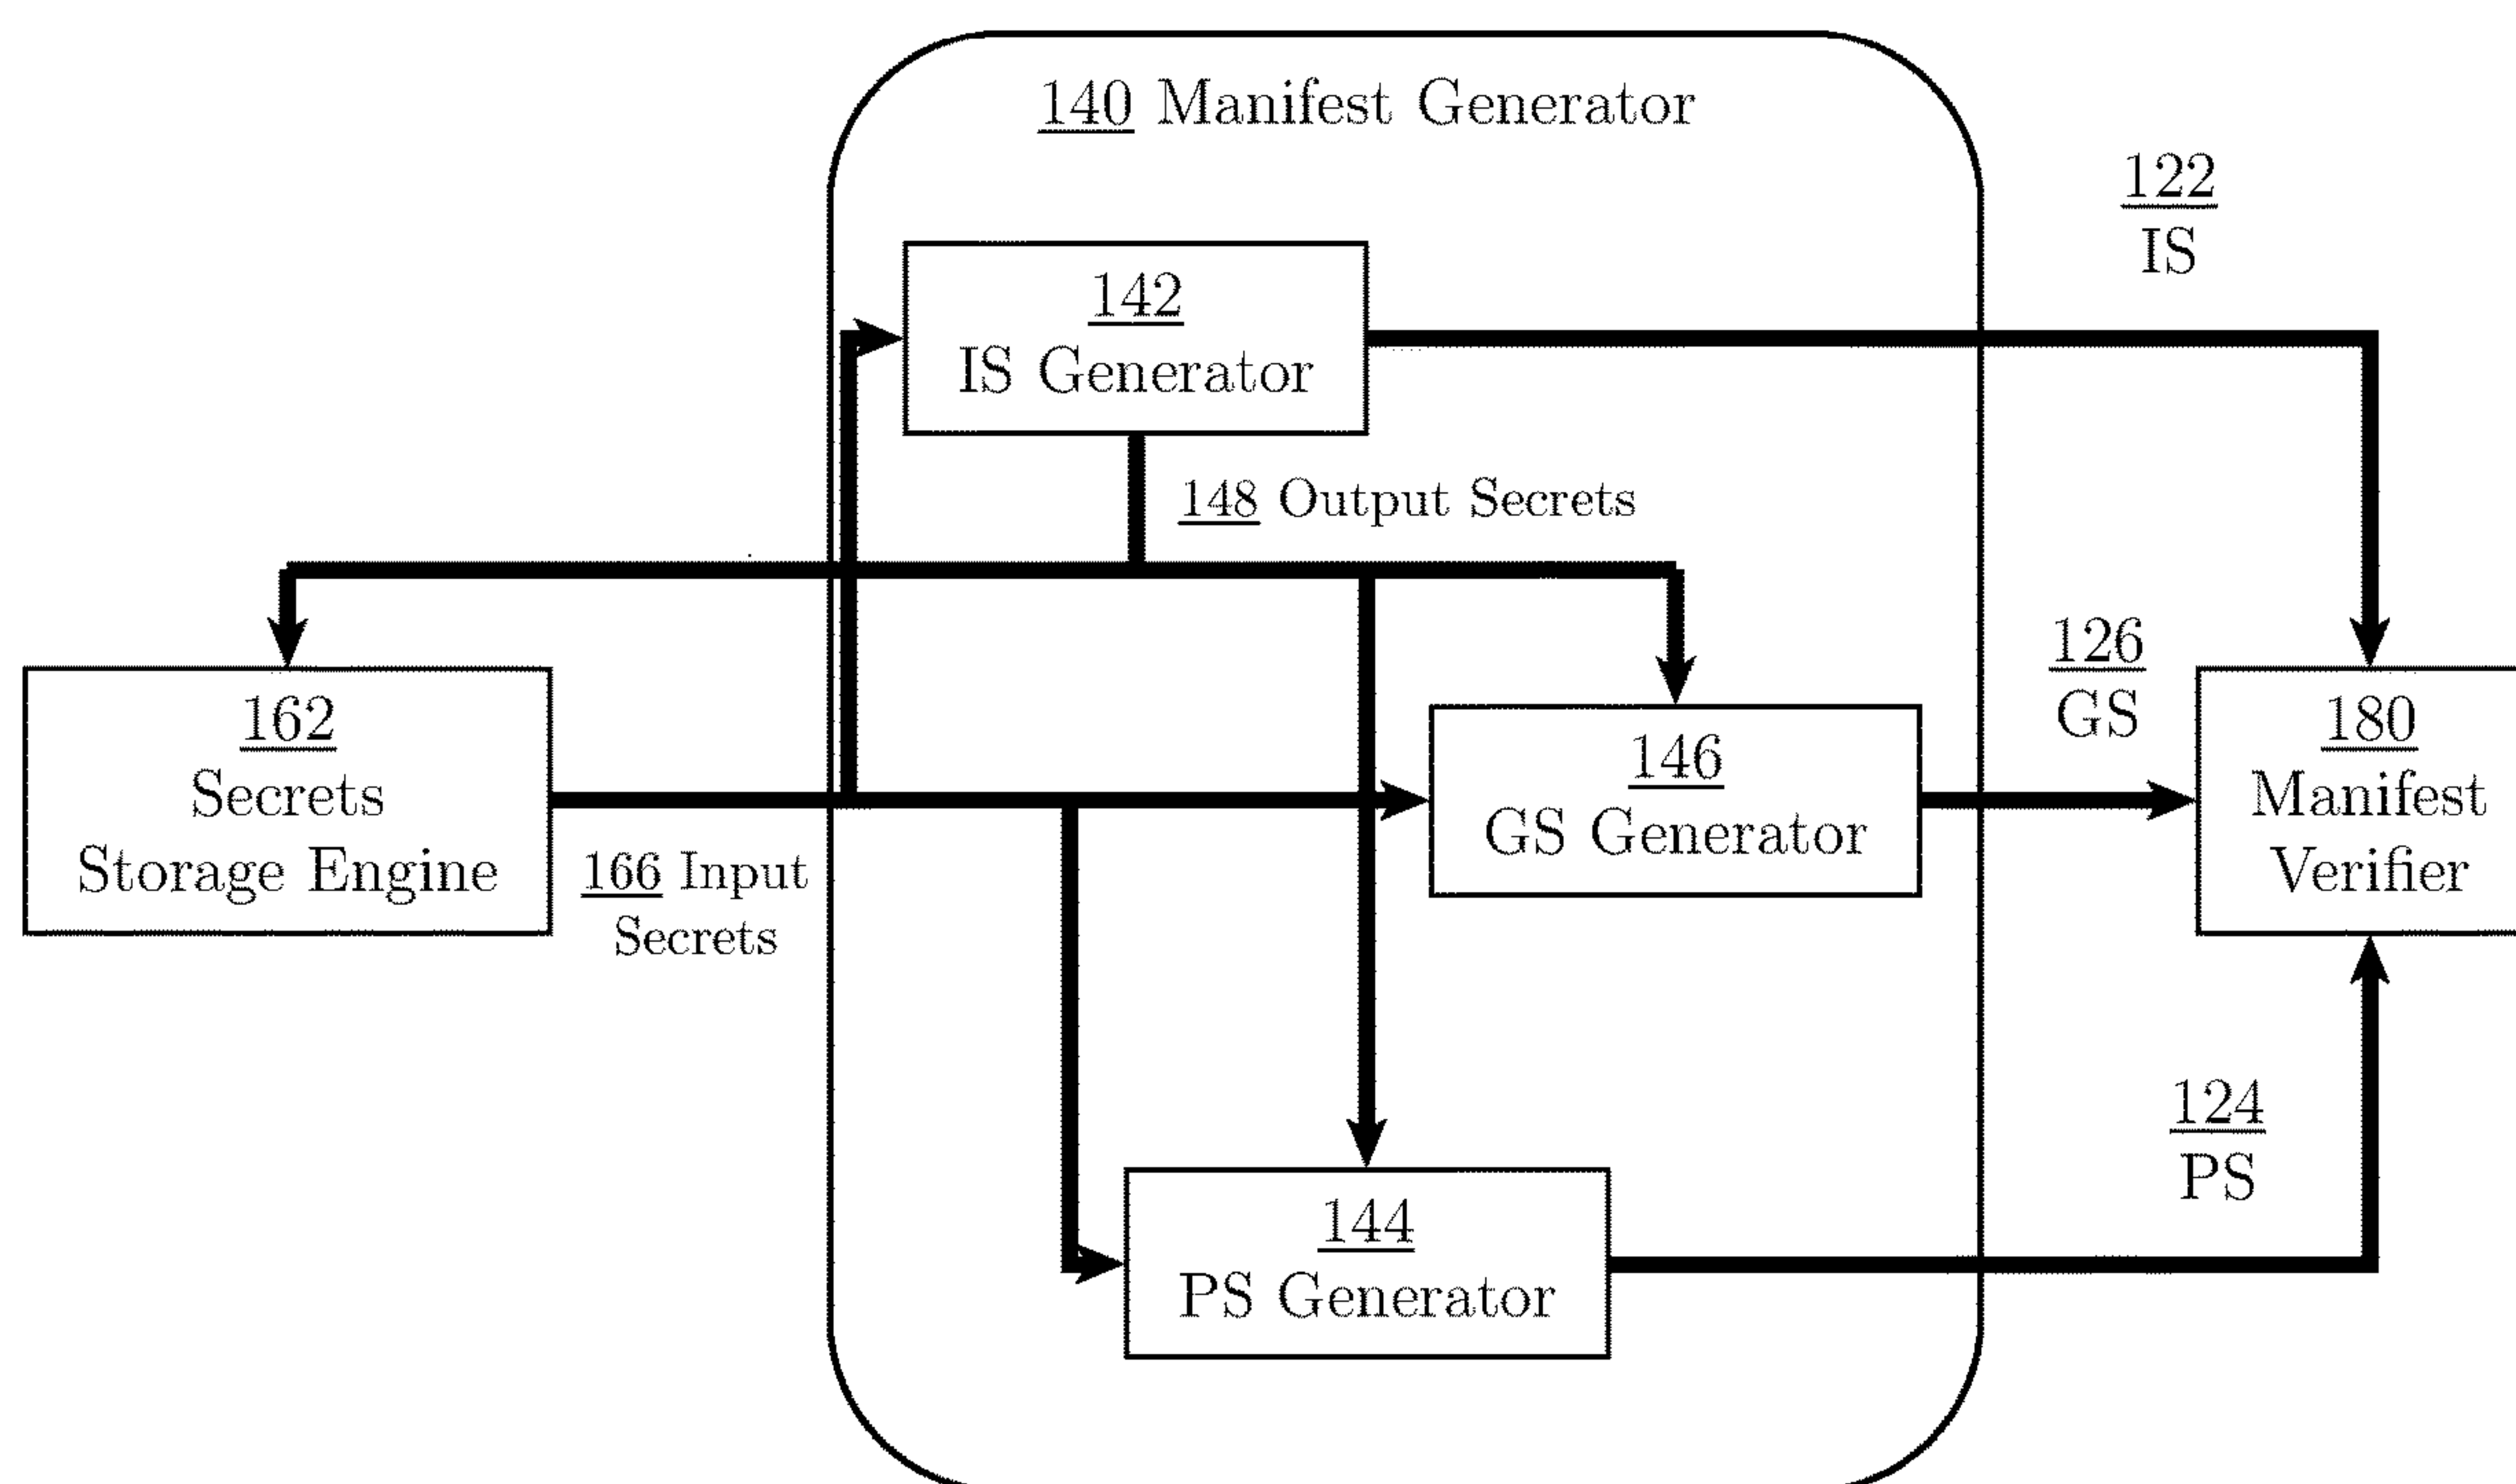 140 Manifest Generator
122
IS
142
IS Generator
148 Output Secrets
126
GS
162
Secrets
Storage Engine
146
GS Generator
180
Manifest
Verifier
166 Input
Secrets
124
PS
144
PS Generator